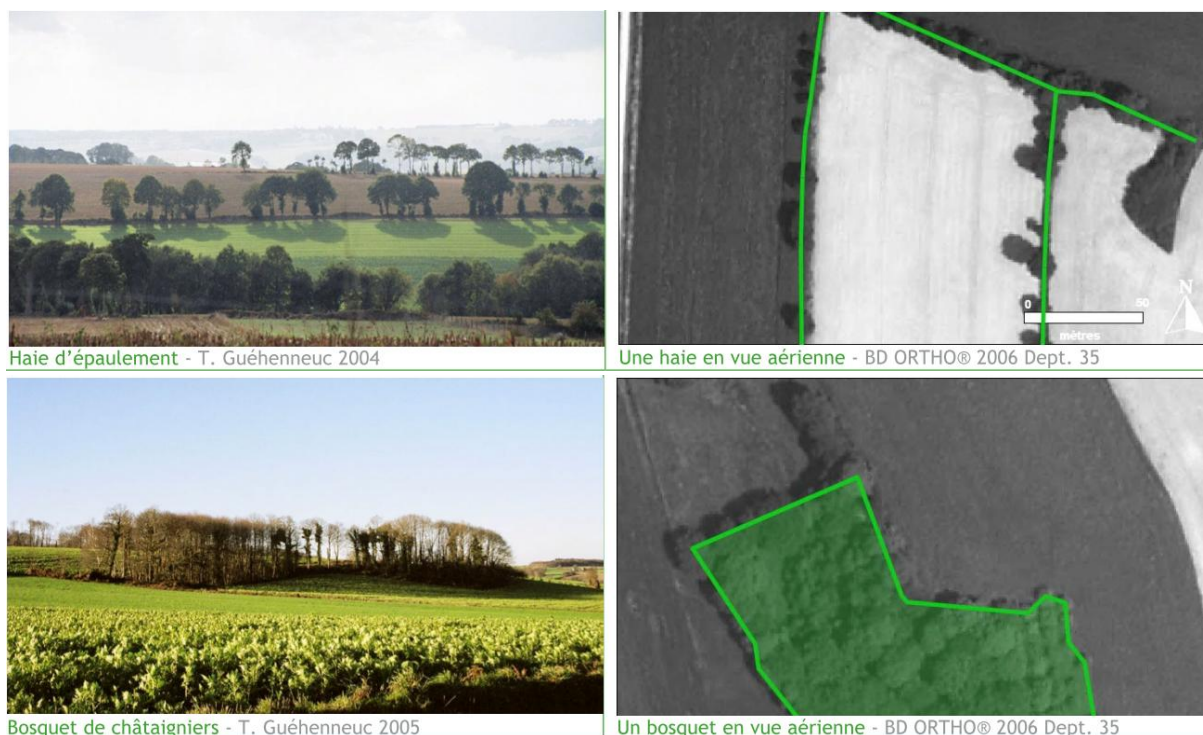 N
0 50
mètres
Haie d'épaulement - T. Guéhenneuc 2004
Une haie en vue aérienne - BD ORTHO® 2006 Dept. 35
Bosquet de châtaigniers - T. Guéhenneuc 2005
Un bosquet en vue aérienne - BD ORTHO® 2006 Dept. 35